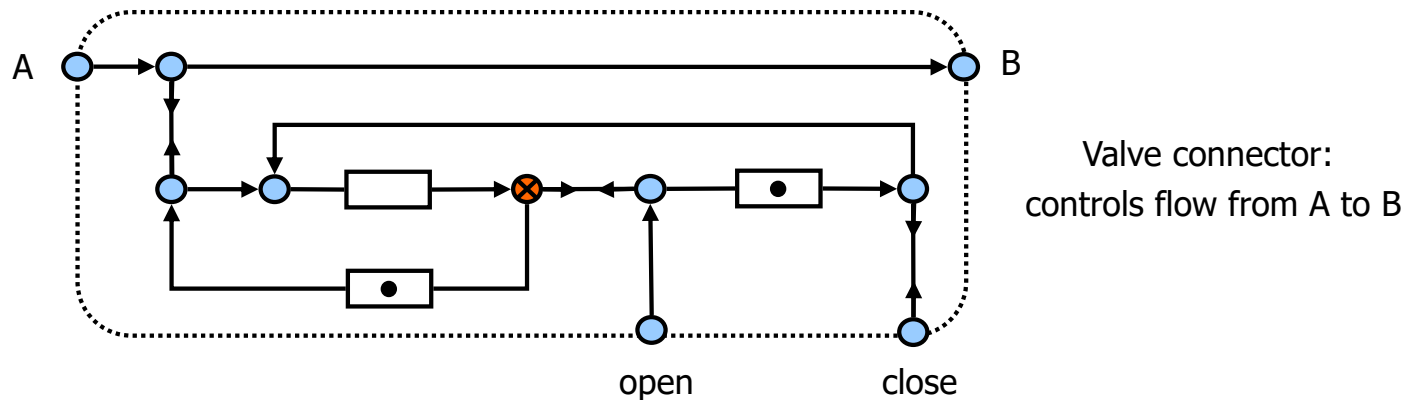 A
B
Valve connector:
controls flow from A to B
open
close